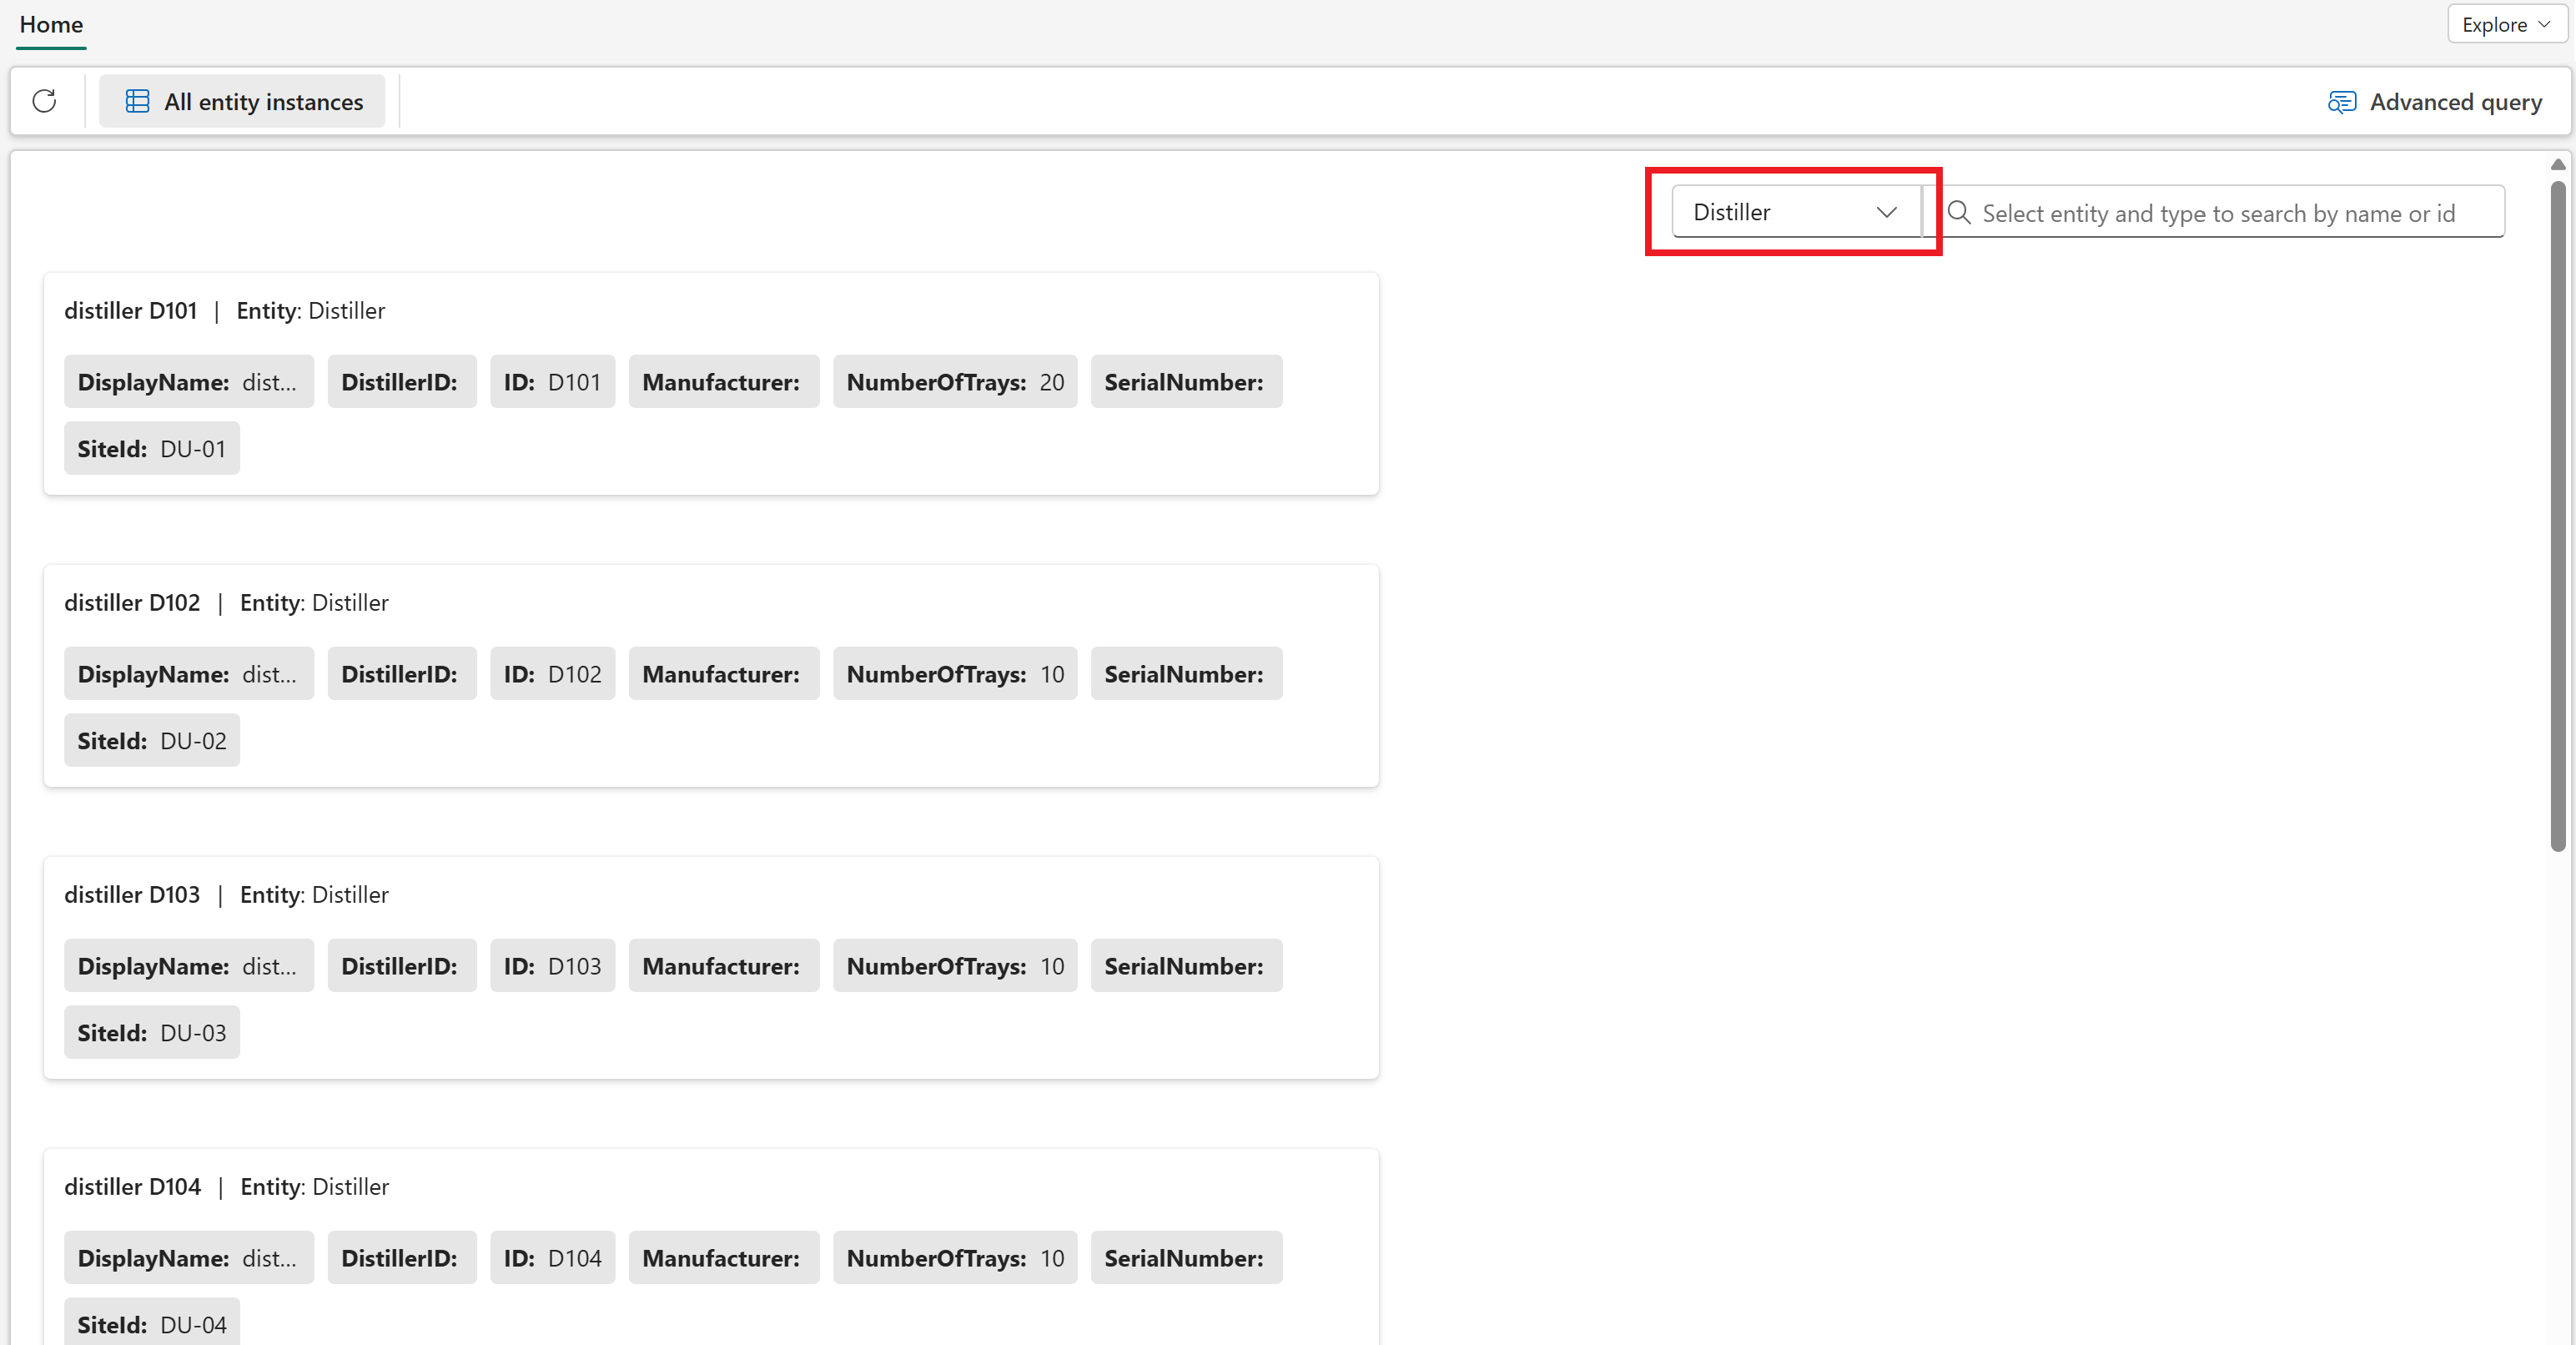 Home
Explore
All entity instances
Advanced query
Distiller
Select entity and type to search by name or id
distiller D101 | Entity: Distiller
DisplayName: dist... DistillerID: ID: D101 Manufacturer: NumberOfTrays: 20 SerialNumber:
SiteId: DU-01
distiller D102 | Entity: Distiller
DisplayName: dist... DistillerID: ID: D102 Manufacturer: NumberOfTrays: 10 SerialNumber:
SiteId: DU-02
distiller D103 | Entity: Distiller
DisplayName: dist... DistillerID: ID: D103 Manufacturer: NumberOfTrays: 10 SerialNumber:
SiteId: DU-03
distiller D104 | Entity: Distiller
DisplayName: dist... DistillerID: ID: D104 Manufacturer: NumberOfTrays: 10 SerialNumber:
SiteId: DU-04